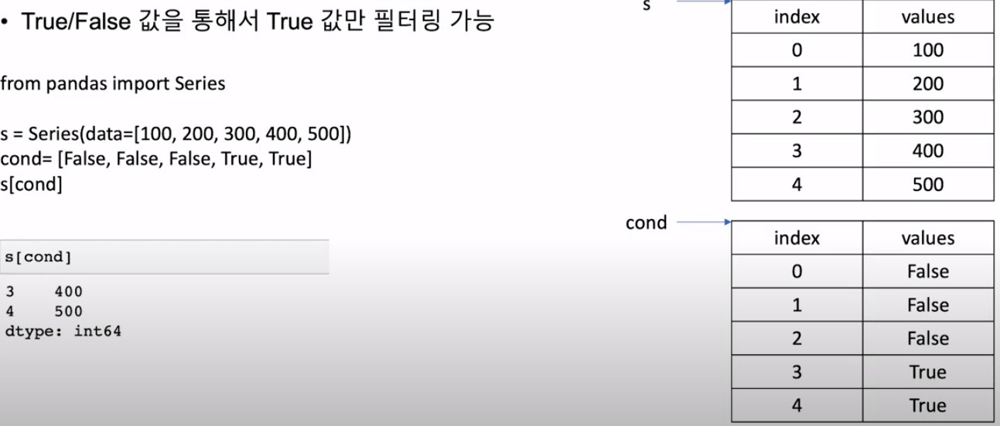 • True/False 값을 통해서 True 값만 필터링 가능
from pandas import Series
s = Series(data=[100, 200, 300, 400, 500])
cond= [False, False, False, True, True]
s[cond]
s[cond]
3 400
4 500
dtype: int64
s
index values
0 100
1 200
2 300
3 400
4 500
cond
index values
0 False
1 False
2 False
3 True
4 True